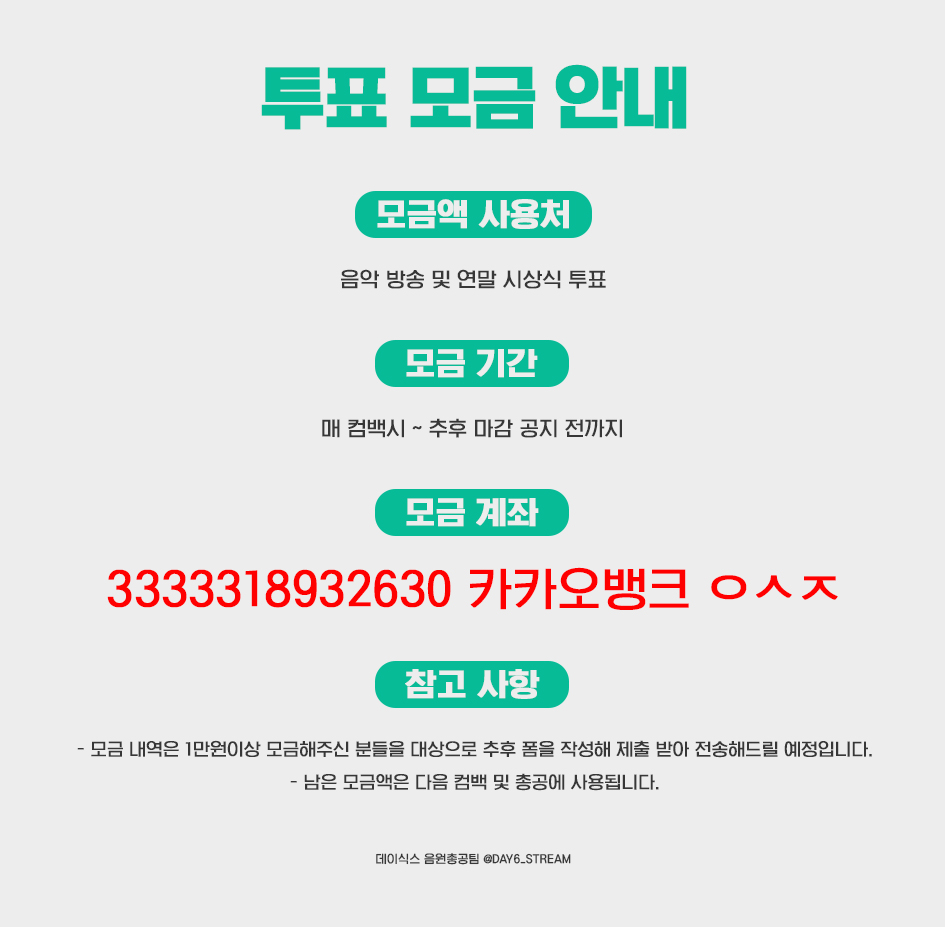 투표 모금 안내
모금액 사용처
음악 방송 및 연말 시상식 투표
모금 기간
매 컴백시 ~ 추후 마감 공지 전까지
모금 계좌
3333318932630 카카오뱅크 ㅇㅅㅈ
참고 사항
- 모금 내역은 1만원이상 모금해주신 분들을 대상으로 추후 폼을 작성해 제출 받아 전송해드릴 예정입니다.
- 남은 모금액은 다음 컴백 및 총공에 사용됩니다.
데이식스 음원총공팀 @DAY6_STREAM